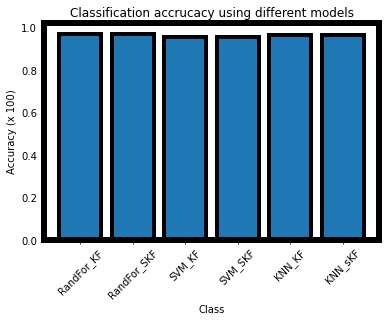 Classification accrucacy using different models
Accuracy (x 100)
1.0
0.8
0.6
0.4
0.2
0.0
RandFor_KF
RandFor_SKF
SVM_KF
SVM_SKF
KNN_KF
KNN_sKF
Class